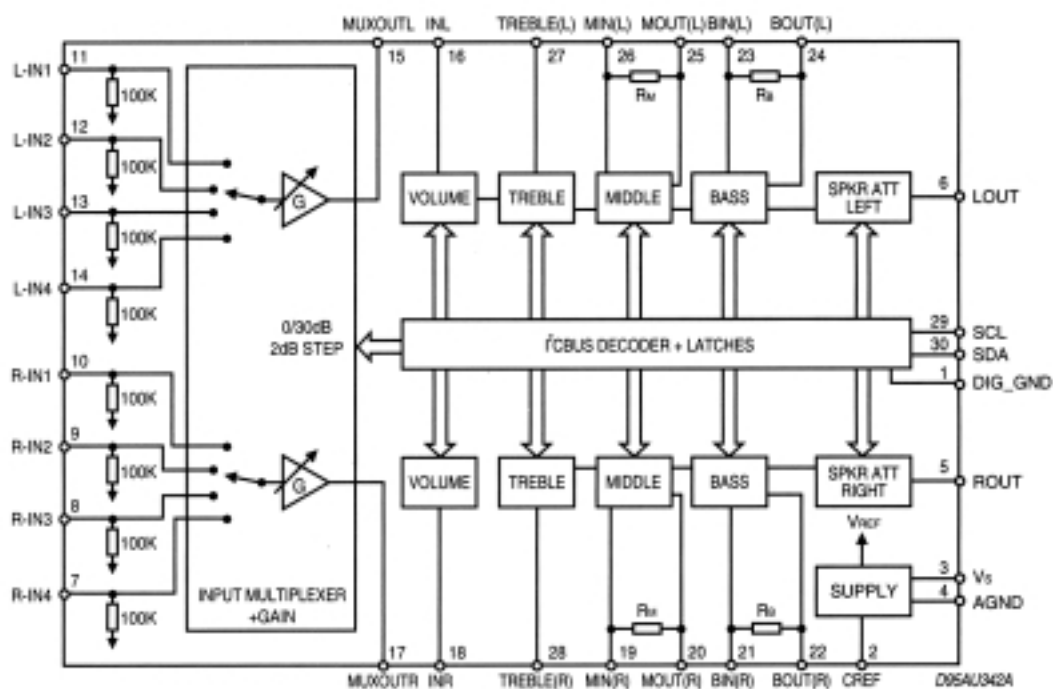 MUXOUTL INL TREBLE(L) MIN(L) MOUT(L) BIN(L) BOUT(L)
15 16 27 26 25 23 24
RM RB
L-IN1 11 100K
L-IN2 12 100K
L-IN3 13 100K
L-IN4 14 100K
G
VOLUME TREBLE MIDDLE BASS SPKR ATT LEFT 6 LOUT
0/30dB
2dB STEP
I²CBUS DECODER + LATCHES
29 SCL
30 SDA
1 DIG_GND
R-IN1 10 100K
R-IN2 9 100K
R-IN3 8 100K
R-IN4 7 100K
G
VOLUME TREBLE MIDDLE BASS SPKR ATT RIGHT 5 ROUT
VREF
SUPPLY
3 VS
4 AGND
INPUT MULTIPLEXER
+GAIN
RM RB
17 18 28 19 20 21 22 2
MUXOUTR INR TREBLE(R) MIN(R) MOUT(R) BIN(R) BOUT(R) CREF D95AU342A